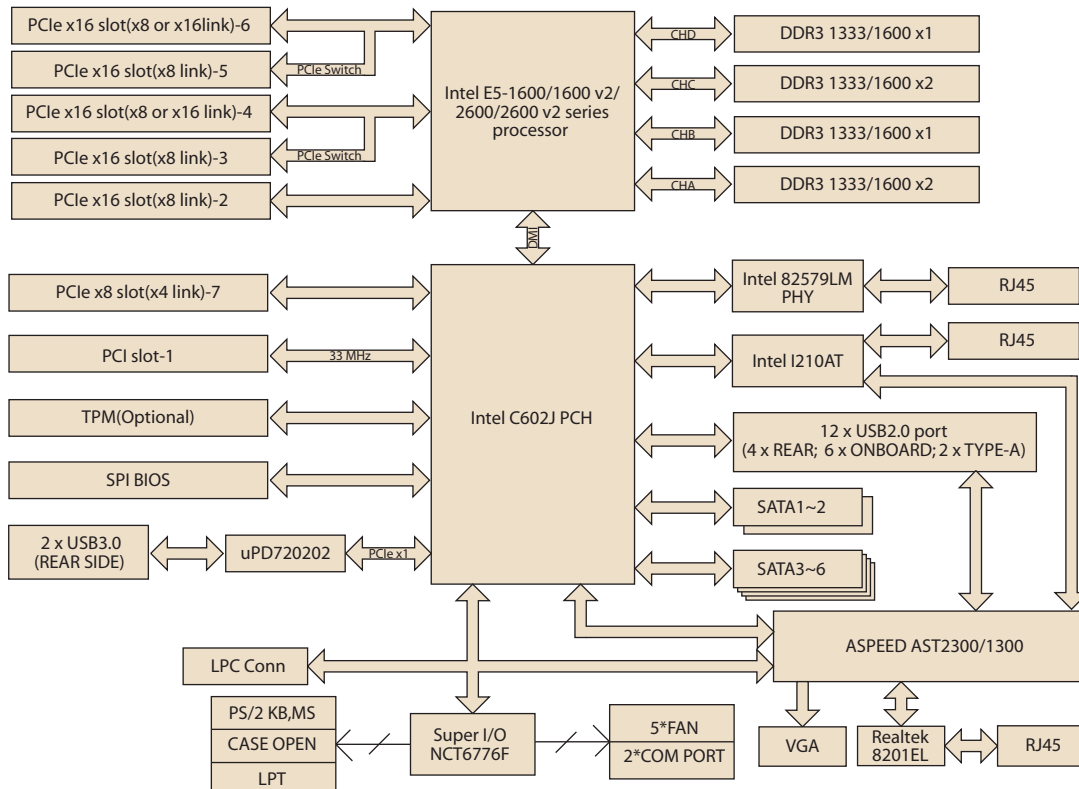 PCIe x16 slot(x8 or x16link)-6
PCIe x16 slot(x8 link)-5
PCIe Switch
PCIe x16 slot(x8 or x16 link)-4
PCIe x16 slot(x8 link)-3
PCIe Switch
PCIe x16 slot(x8 link)-2
Intel E5-1600/1600 v2/
2600/2600 v2 series
processor
CHD
DDR3 1333/1600 x1
CHC
DDR3 1333/1600 x2
CHB
DDR3 1333/1600 x1
CHA
DDR3 1333/1600 x2
DMI
PCIe x8 slot(x4 link)-7
PCI slot-1
33 MHz
TPM(Optional)
SPI BIOS
2 x USB3.0
(REAR SIDE)
uPD720202
PCIe x1
Intel C602J PCH
Intel 82579LM
PHY
RJ45
Intel I210AT
RJ45
12 x USB2.0 port
(4 x REAR; 6 x ONBOARD; 2 x TYPE-A)
SATA1~2
SATA3~6
ASPEED AST2300/1300
LPC Conn
PS/2 KB,MS
CASE OPEN
LPT
Super I/O
NCT6776F
5*FAN
2*COM PORT
VGA
Realtek
8201EL
RJ45